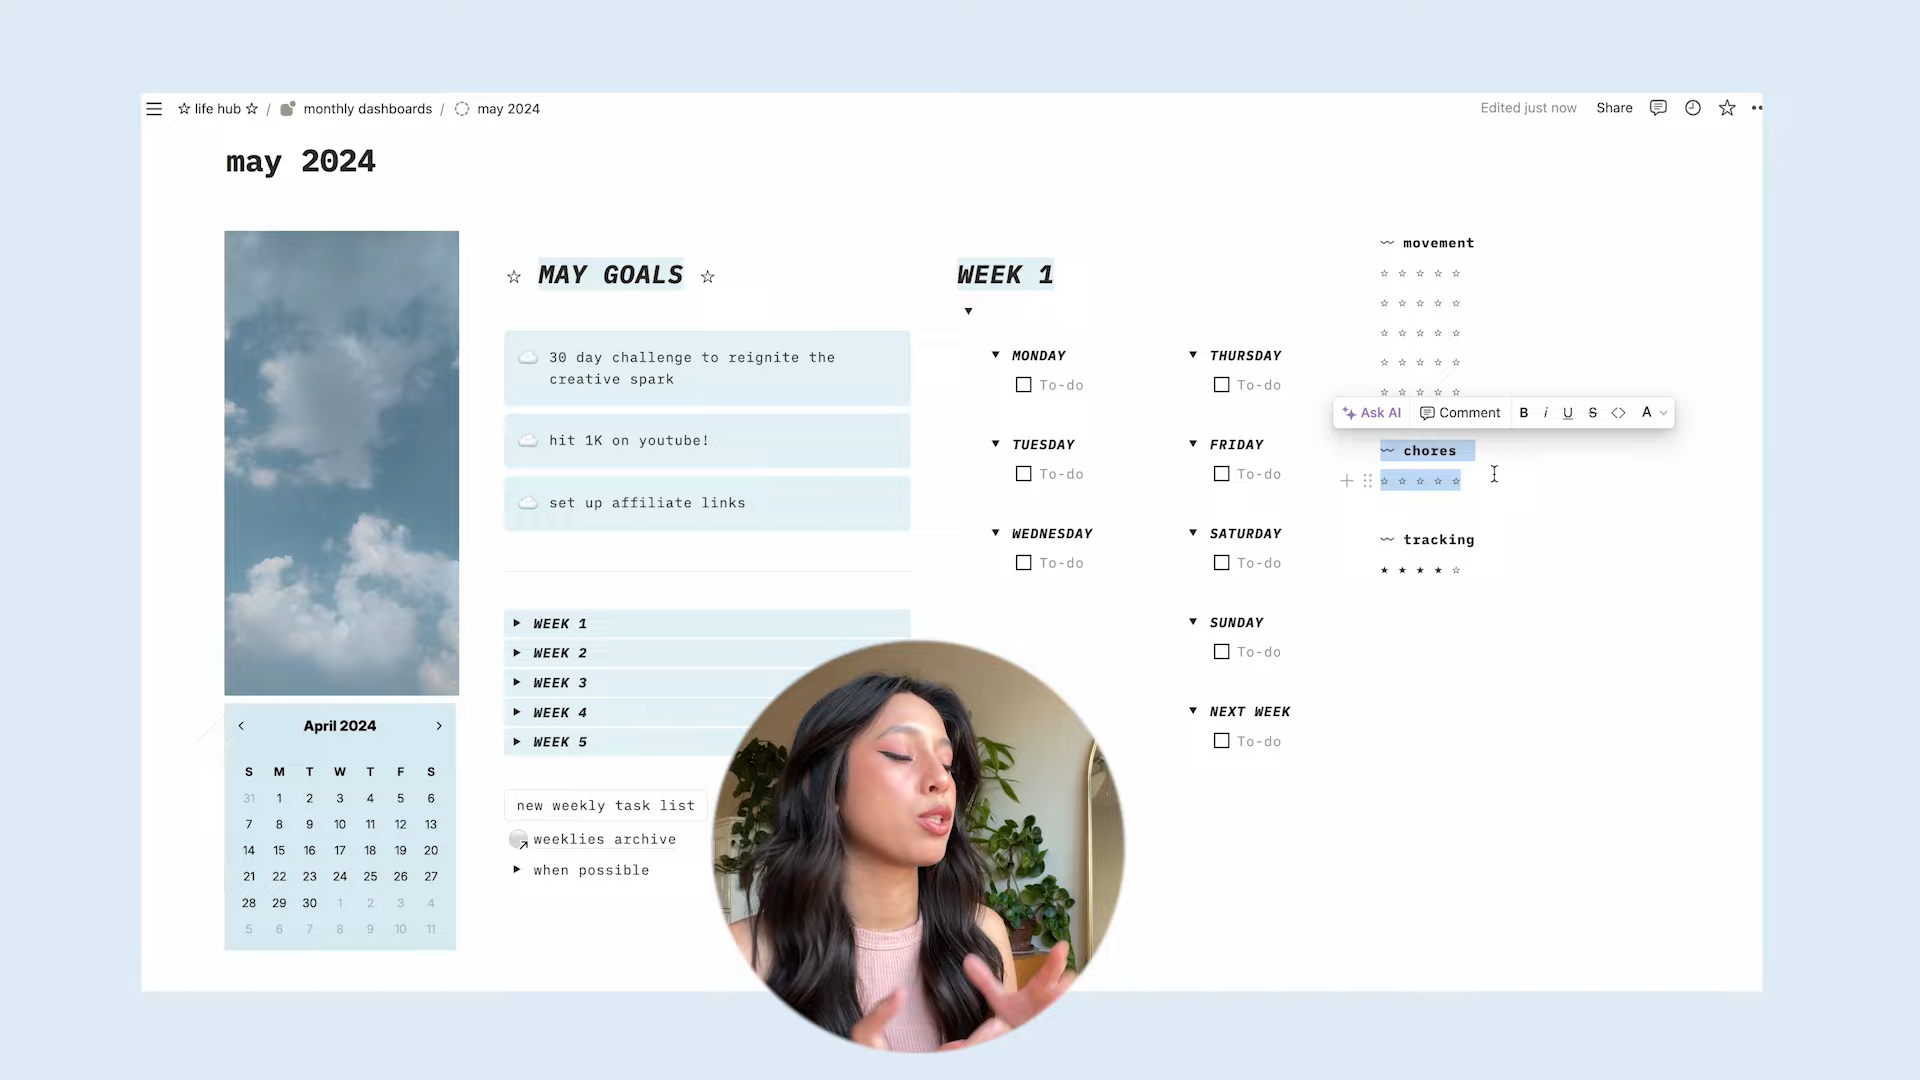 ☆ life hub ☆ / monthly dashboards / may 2024
Edited just now Share
may 2024
☆ MAY GOALS ☆
30 day challenge to reignite the
creative spark
hit 1K on youtube!
set up affiliate links
WEEK 1
WEEK 2
WEEK 3
WEEK 4
WEEK 5
new weekly task list
weeklies archive
when possible
April 2024
S M T W T F S
31 1 2 3 4 5 6
7 8 9 10 11 12 13
14 15 16 17 18 19 20
21 22 23 24 25 26 27
28 29 30 1 2 3 4
5 6 7 8 9 10 11
WEEK 1
MONDAY
To-do
TUESDAY
To-do
WEDNESDAY
To-do
THURSDAY
To-do
FRIDAY
To-do
SATURDAY
To-do
SUNDAY
To-do
NEXT WEEK
To-do
〰 movement
☆ ☆ ☆ ☆ ☆
☆ ☆ ☆ ☆ ☆
☆ ☆ ☆ ☆ ☆
☆ ☆ ☆ ☆ ☆
☆ ☆ ☆ ☆ ☆
Ask AI Comment B i U S <> A
〰 chores
☆ ☆ ☆ ☆ ☆
〰 tracking
★ ★ ★ ★ ☆